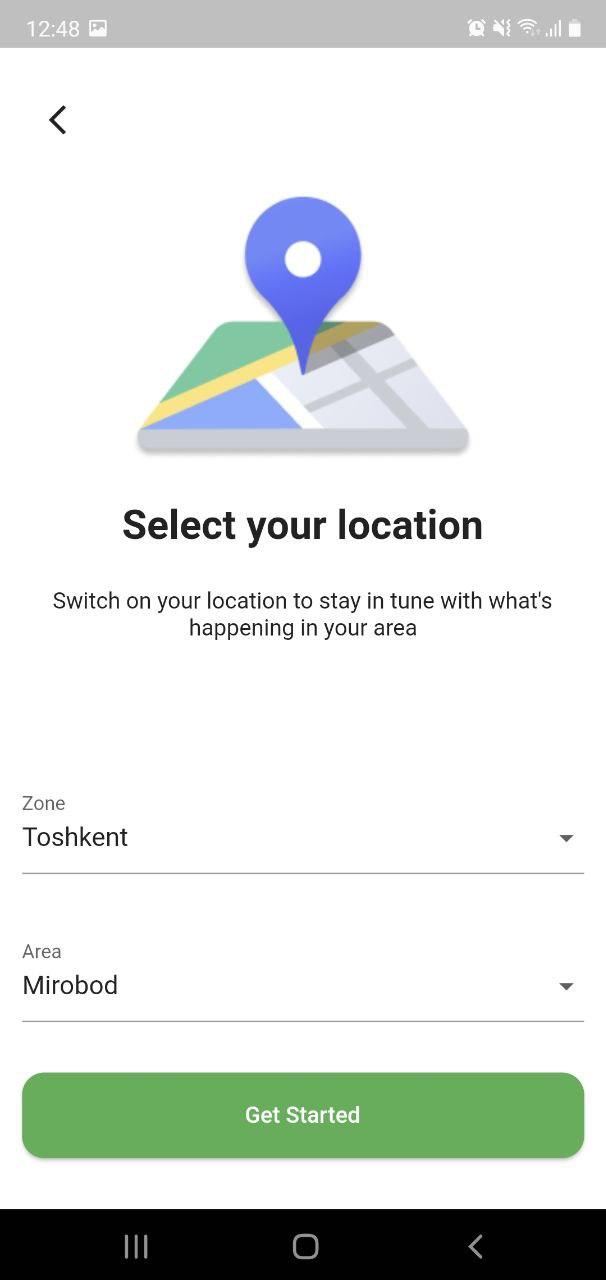 12:48
Select your location
Switch on your location to stay in tune with what's
happening in your area
Zone
Toshkent
Area
Mirobod
Get Started